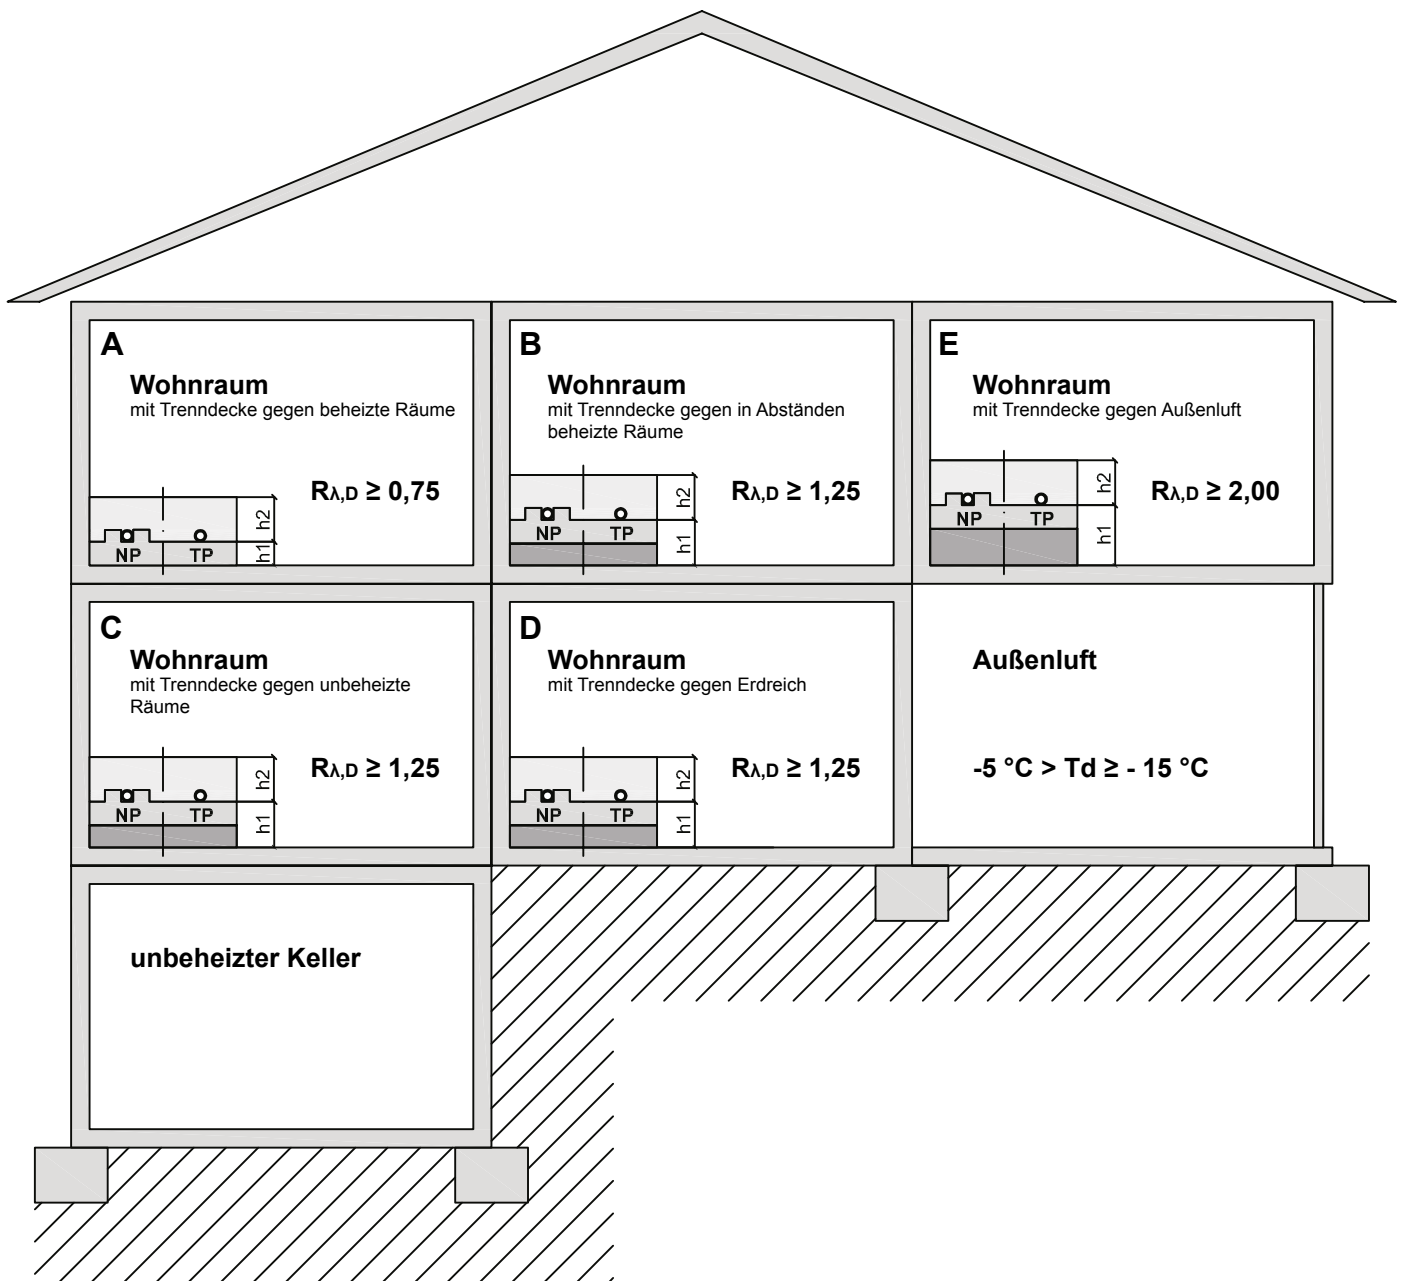 A
Wohnraum
mit Trenndecke gegen beheizte Räume
Rλ,D ≥ 0,75
h2
NP TP
h1
B
Wohnraum
mit Trenndecke gegen in Abständen
beheizte Räume
Rλ,D ≥ 1,25
h2
NP TP
h1
E
Wohnraum
mit Trenndecke gegen Außenluft
Rλ,D ≥ 2,00
h2
NP TP
h1
C
Wohnraum
mit Trenndecke gegen unbeheizte
Räume
Rλ,D ≥ 1,25
h2
NP TP
h1
D
Wohnraum
mit Trenndecke gegen Erdreich
Rλ,D ≥ 1,25
h2
NP TP
h1
Außenluft
-5 °C > Td ≥ - 15 °C
unbeheizter Keller